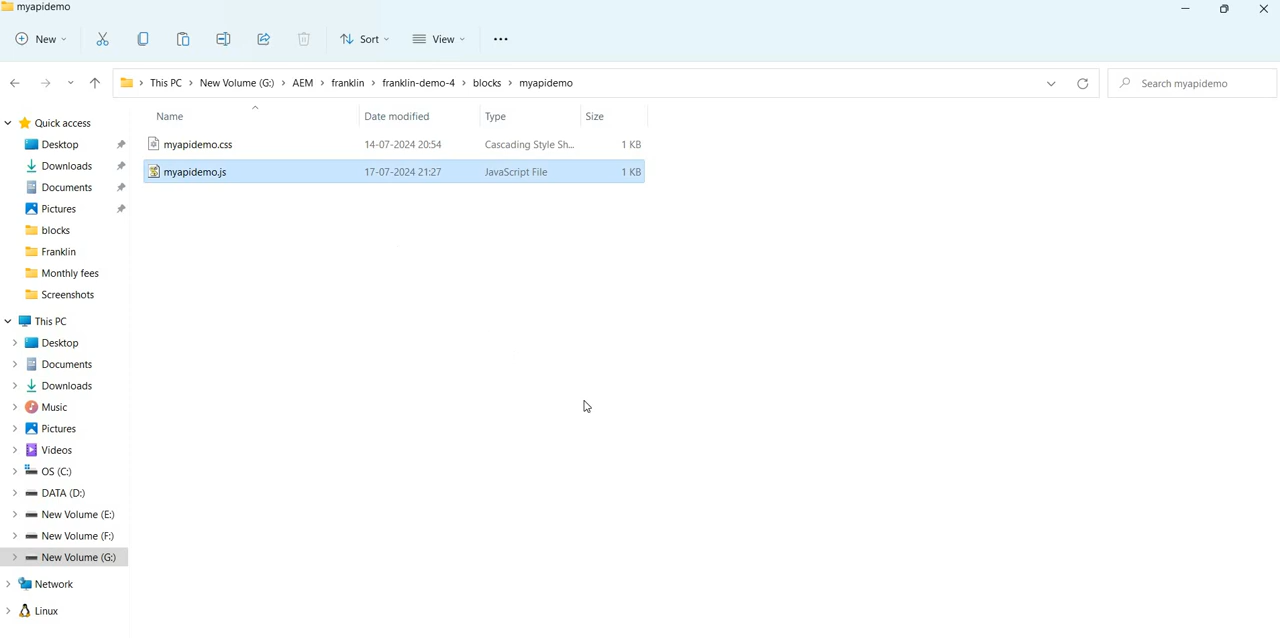 myapidemo
New
Sort
View
This PC > New Volume (G:) > AEM > franklin > franklin-demo-4 > blocks > myapidemo
Search myapidemo
Name Date modified Type Size
myapidemo.css 14-07-2024 20:54 Cascading Style Sh... 1 KB
myapidemo.js 17-07-2024 21:27 JavaScript File 1 KB
Quick access
Desktop
Downloads
Documents
Pictures
blocks
Franklin
Monthly fees
Screenshots
This PC
Desktop
Documents
Downloads
Music
Pictures
Videos
OS (C:)
DATA (D:)
New Volume (E:)
New Volume (F:)
New Volume (G:)
Network
Linux